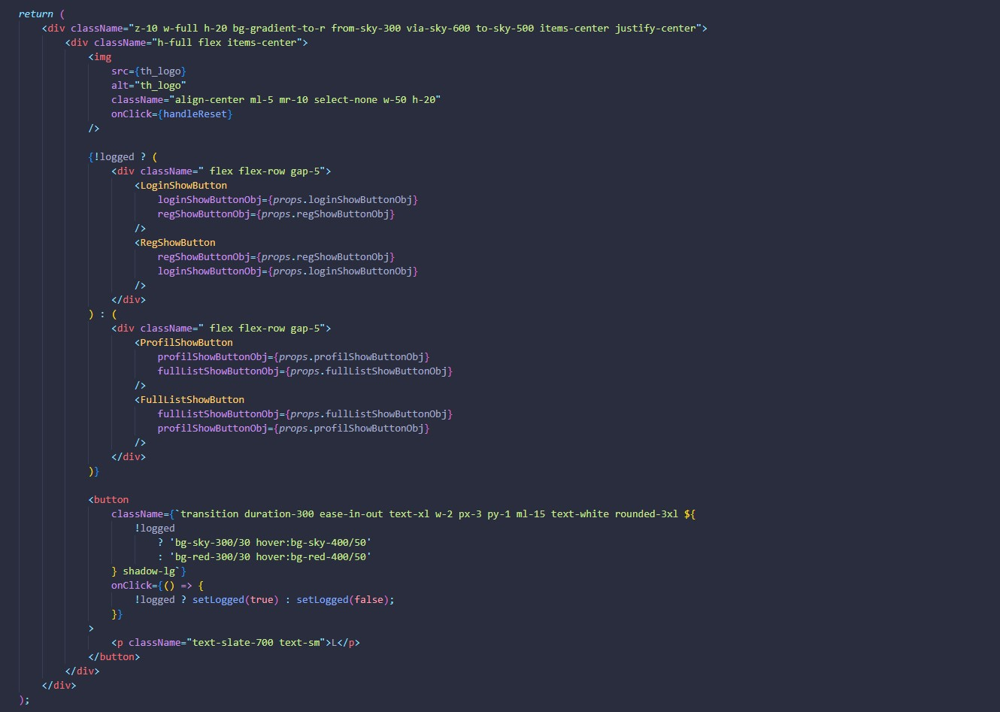 return (
<div className="z-10 w-full h-20 bg-gradient-to-r from-sky-300 via-sky-600 to-sky-500 items-center justify-center">
<div className="h-full flex items-center">
<img
src={th_logo}
alt="th_logo"
className="align-center ml-5 mr-10 select-none w-50 h-20"
onClick={handleReset}
/>
{!logged ? (
<div className=" flex flex-row gap-5">
<LoginShowButton
loginShowButtonObj={props.loginShowButtonObj}
regShowButtonObj={props.regShowButtonObj}
/>
<RegShowButton
regShowButtonObj={props.regShowButtonObj}
loginShowButtonObj={props.loginShowButtonObj}
/>
</div>
) : (
<div className=" flex flex-row gap-5">
<ProfilShowButton
profilShowButtonObj={props.profilShowButtonObj}
fullListShowButtonObj={props.fullListShowButtonObj}
/>
<FullListShowButton
fullListShowButtonObj={props.fullListShowButtonObj}
profilShowButtonObj={props.profilShowButtonObj}
/>
</div>
)}
<button
className={`transition duration-300 ease-in-out text-xl w-2 px-3 py-1 ml-15 text-white rounded-3xl ${
!logged
? 'bg-sky-300/30 hover:bg-sky-400/50'
: 'bg-red-300/30 hover:bg-red-400/50'
} shadow-lg`}
onClick={() => {
!logged ? setLogged(true) : setLogged(false);
}}
>
<p className="text-slate-700 text-sm">L</p>
</button>
</div>
</div>
);